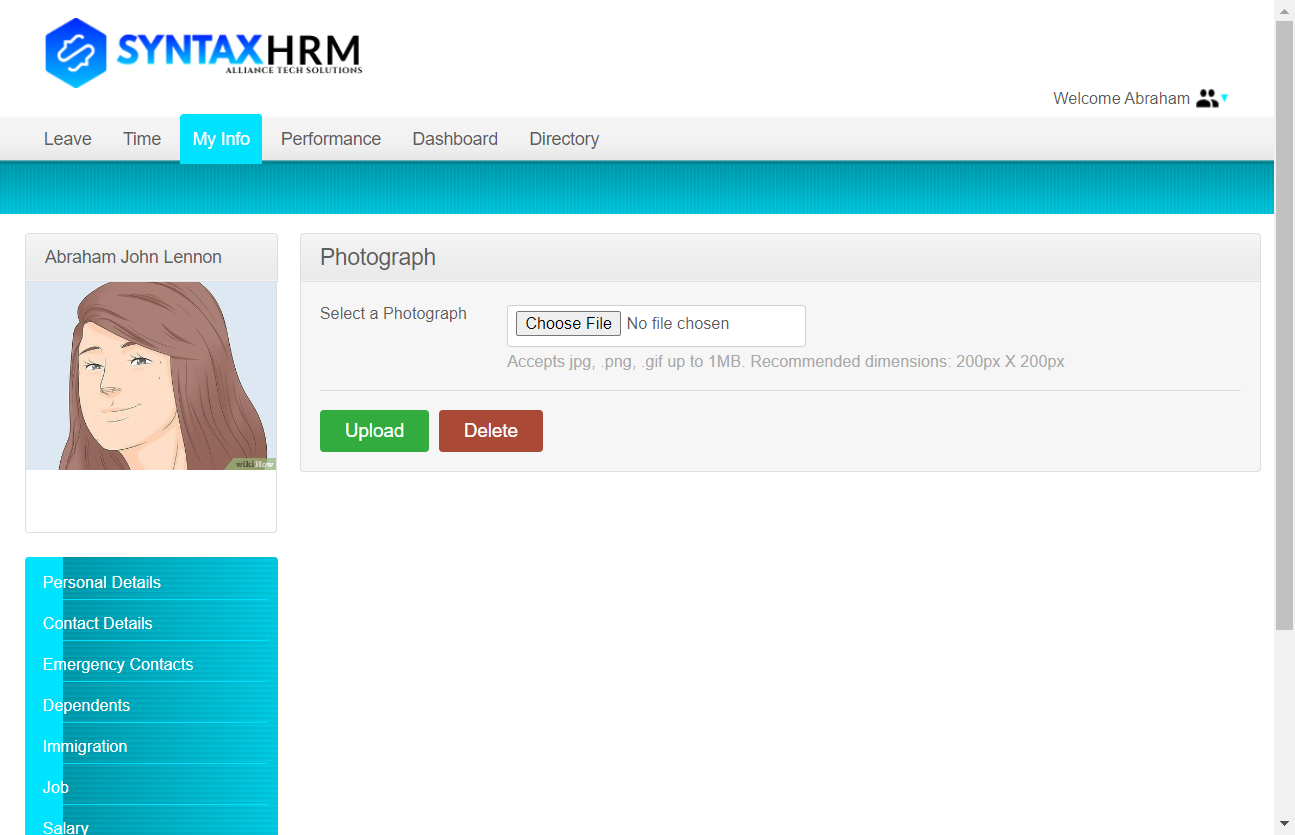 SYNTAXHRM
ALLIANCE TECH SOLUTIONS
Welcome Abraham
Leave Time My Info Performance Dashboard Directory
Abraham John Lennon
wikiHow
Photograph
Select a Photograph Choose File No file chosen
Accepts jpg, .png, .gif up to 1MB. Recommended dimensions: 200px X 200px
Upload Delete
Personal Details
Contact Details
Emergency Contacts
Dependents
Immigration
Job
Salary